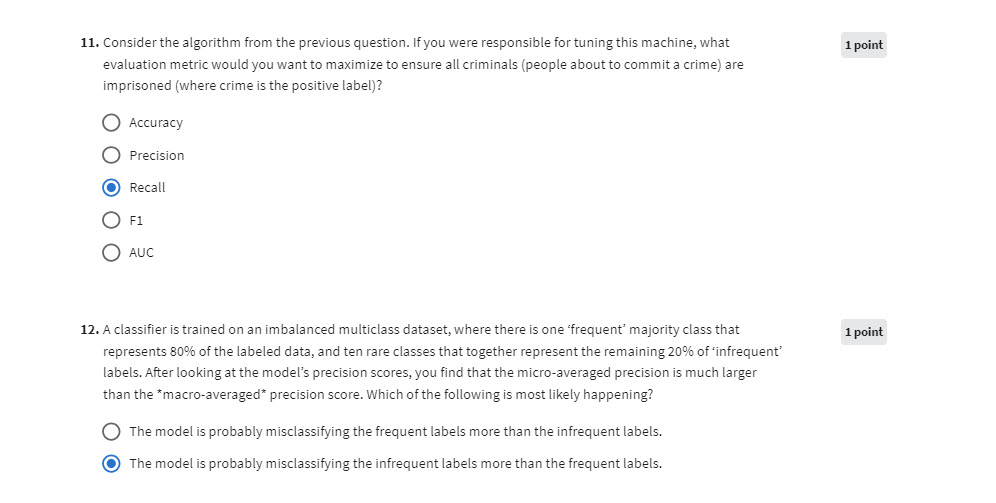 11. Consider the algorithm from the previous question. If you were responsible for tuning this machine, what
1 point
evaluation metric would you want to maximize to ensure all criminals (people about to commit a crime) are
imprisoned (where crime is the positive label)?
Accuracy
Precision
Recall
F1
AUC
12. A classifier is trained on an imbalanced multiclass dataset, where there is one ‘frequent’ majority class that
1 point
represents 80% of the labeled data, and ten rare classes that together represent the remaining 20% of ‘infrequent’
labels. After looking at the model’s precision scores, you find that the micro-averaged precision is much larger
than the *macro-averaged* precision score. Which of the following is most likely happening?
The model is probably misclassifying the frequent labels more than the infrequent labels.
The model is probably misclassifying the infrequent labels more than the frequent labels.